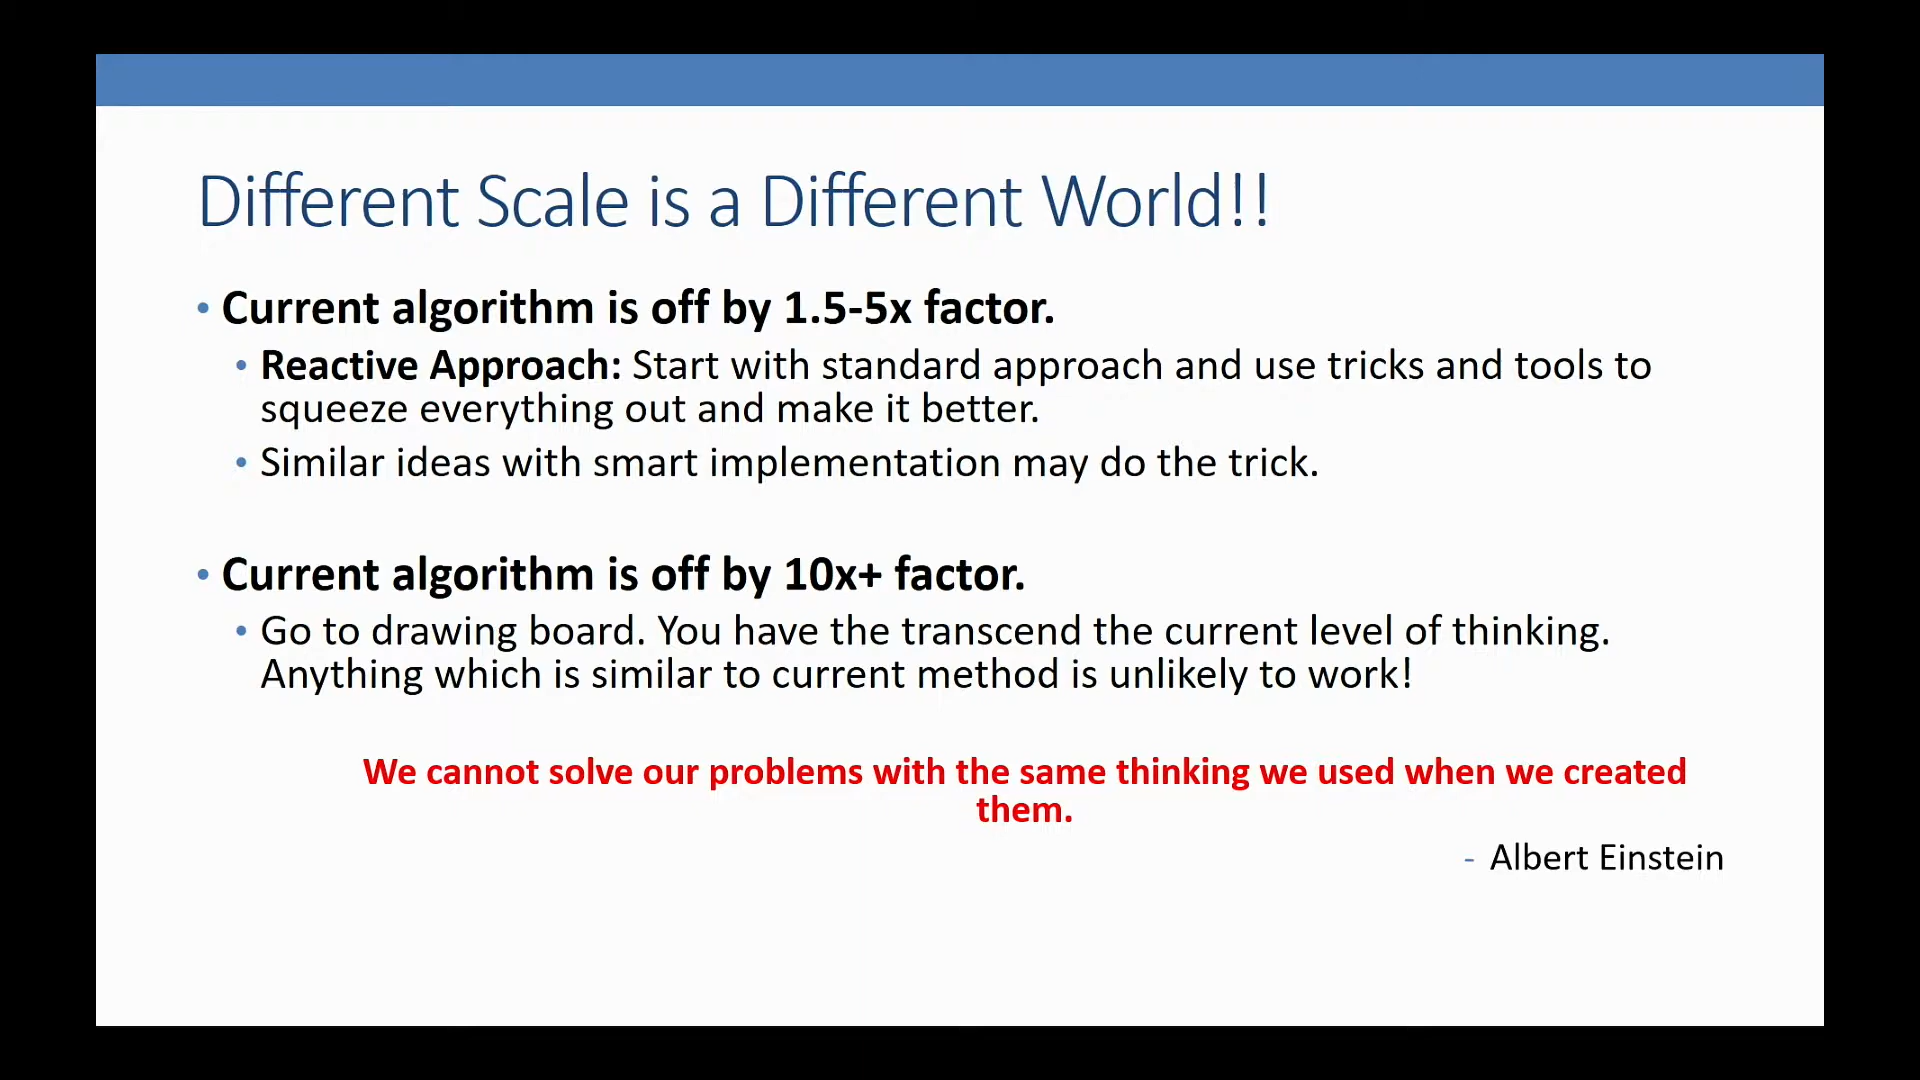 Different Scale is a Different World!!
• Current algorithm is off by 1.5-5x factor.
• Reactive Approach: Start with standard approach and use tricks and tools to
squeeze everything out and make it better.
• Similar ideas with smart implementation may do the trick.
• Current algorithm is off by 10x+ factor.
• Go to drawing board. You have the transcend the current level of thinking.
Anything which is similar to current method is unlikely to work!
We cannot solve our problems with the same thinking we used when we created
them.
- Albert Einstein